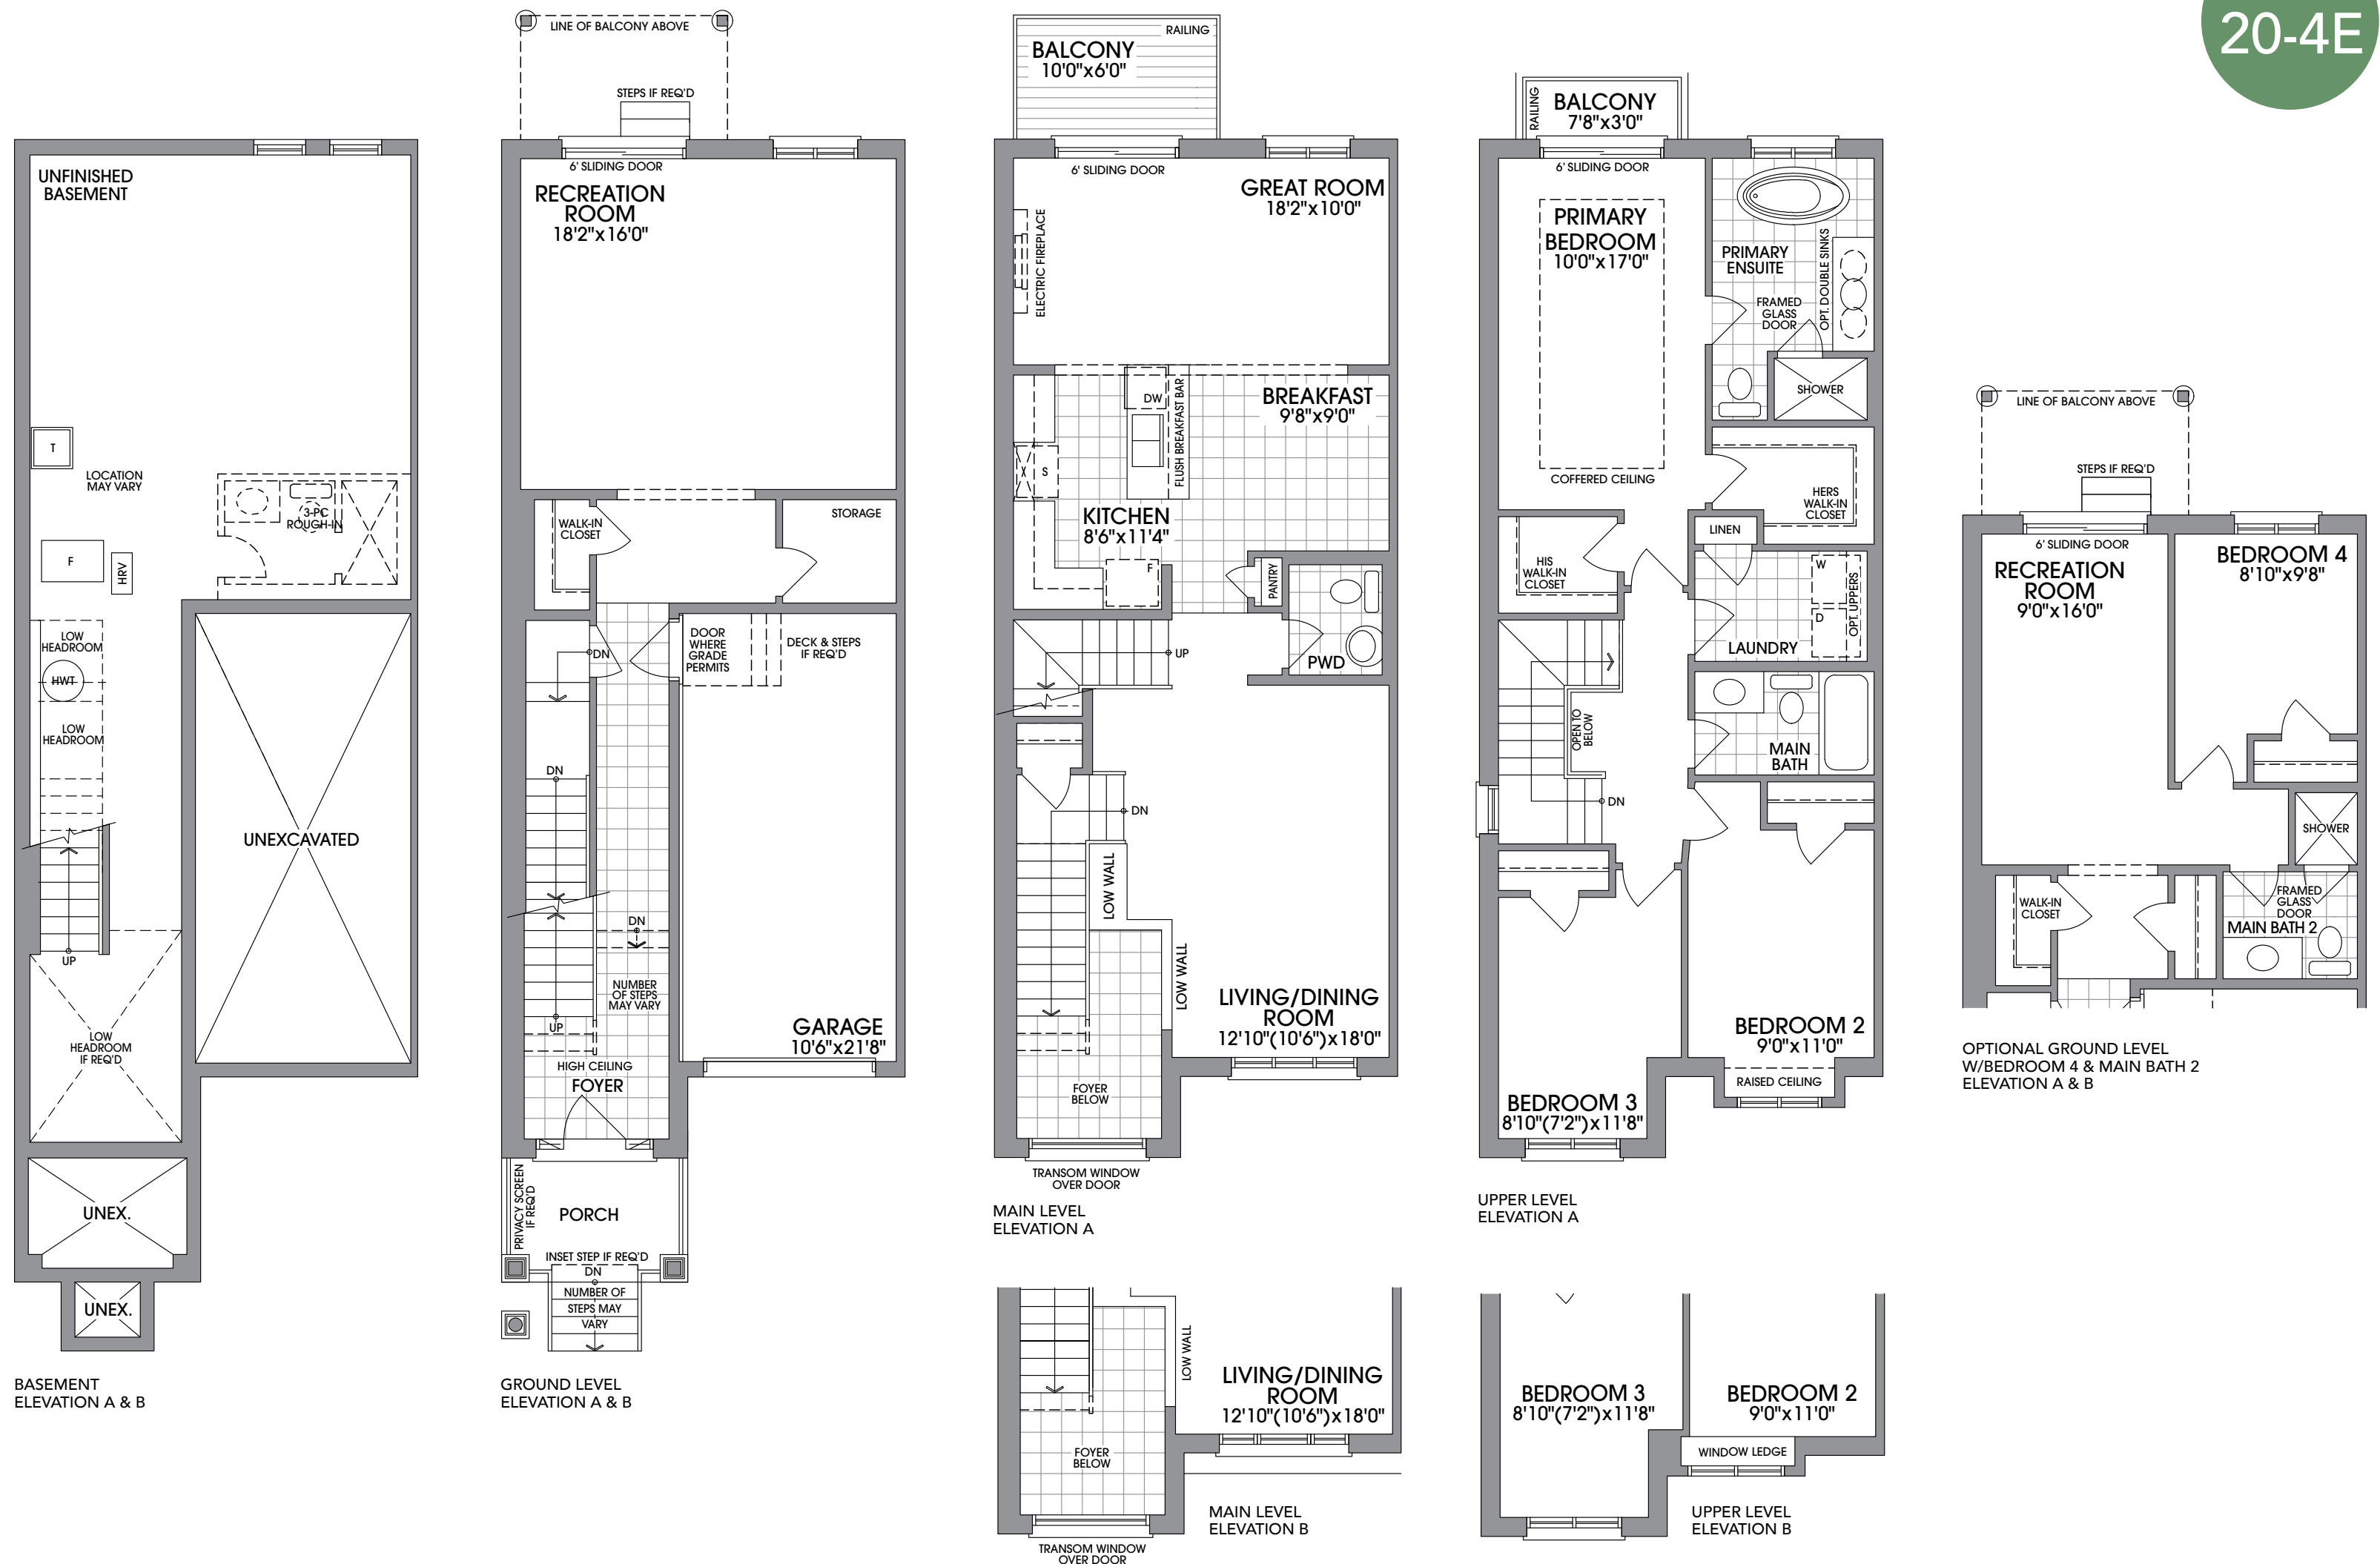 20-4E
UNFINISHED
BASEMENT
T
LOCATION
MAY VARY
3-PC
ROUGH-IN
F
HRV
LOW
HEADROOM
HWT
LOW
HEADROOM
UNEXCAVATED
UP
LOW
HEADROOM
IF REQ'D
UNEX.
UNEX.
BASEMENT
ELEVATION A & B
LINE OF BALCONY ABOVE
STEPS IF REQ'D
6' SLIDING DOOR
RECREATION
ROOM
18'2"x16'0"
WALK-IN
CLOSET
STORAGE
DN
DOOR
WHERE
GRADE
PERMITS
DECK & STEPS
IF REQ'D
DN
DN
NUMBER
OF STEPS
MAY VARY
UP
GARAGE
10'6"x21'8"
HIGH CEILING
FOYER
PRIVACY SCREEN
IF REQ'D
PORCH
INSET STEP IF REQ'D
DN
NUMBER OF
STEPS MAY
VARY
GROUND LEVEL
ELEVATION A & B
RAILING
BALCONY
10'0"x6'0"
6' SLIDING DOOR
GREAT ROOM
18'2"x10'0"
ELECTRIC FIREPLACE
DW
FLUSH BREAKFAST BAR
BREAKFAST
9'8"x9'0"
S
KITCHEN
8'6"x11'4"
F
PANTRY
UP
PWD
DN
LOW WALL
LOW WALL
LIVING/DINING
ROOM
12'10"(10'6")x18'0"
FOYER
BELOW
TRANSOM WINDOW
OVER DOOR
MAIN LEVEL
ELEVATION A
LOW WALL
LIVING/DINING
ROOM
12'10"(10'6")x18'0"
FOYER
BELOW
MAIN LEVEL
ELEVATION B
TRANSOM WINDOW
OVER DOOR
RAILING
BALCONY
7'8"x3'0"
6' SLIDING DOOR
PRIMARY
BEDROOM
10'0"x17'0"
PRIMARY
ENSUITE
OPT. DOUBLE SINKS
FRAMED
GLASS
DOOR
SHOWER
COFFERED CEILING
HERS
WALK-IN
CLOSET
LINEN
HIS
WALK-IN
CLOSET
W
OPT. UPPERS
D
LAUNDRY
OPEN TO
BELOW
MAIN
BATH
DN
BEDROOM 2
9'0"x11'0"
RAISED CEILING
BEDROOM 3
8'10"(7'2")x11'8"
UPPER LEVEL
ELEVATION A
BEDROOM 3
8'10"(7'2")x11'8"
BEDROOM 2
9'0"x11'0"
WINDOW LEDGE
UPPER LEVEL
ELEVATION B
LINE OF BALCONY ABOVE
STEPS IF REQ'D
6' SLIDING DOOR
RECREATION
ROOM
9'0"x16'0"
BEDROOM 4
8'10"x9'8"
SHOWER
WALK-IN
CLOSET
FRAMED
GLASS
DOOR
MAIN BATH 2
OPTIONAL GROUND LEVEL
W/BEDROOM 4 & MAIN BATH 2
ELEVATION A & B